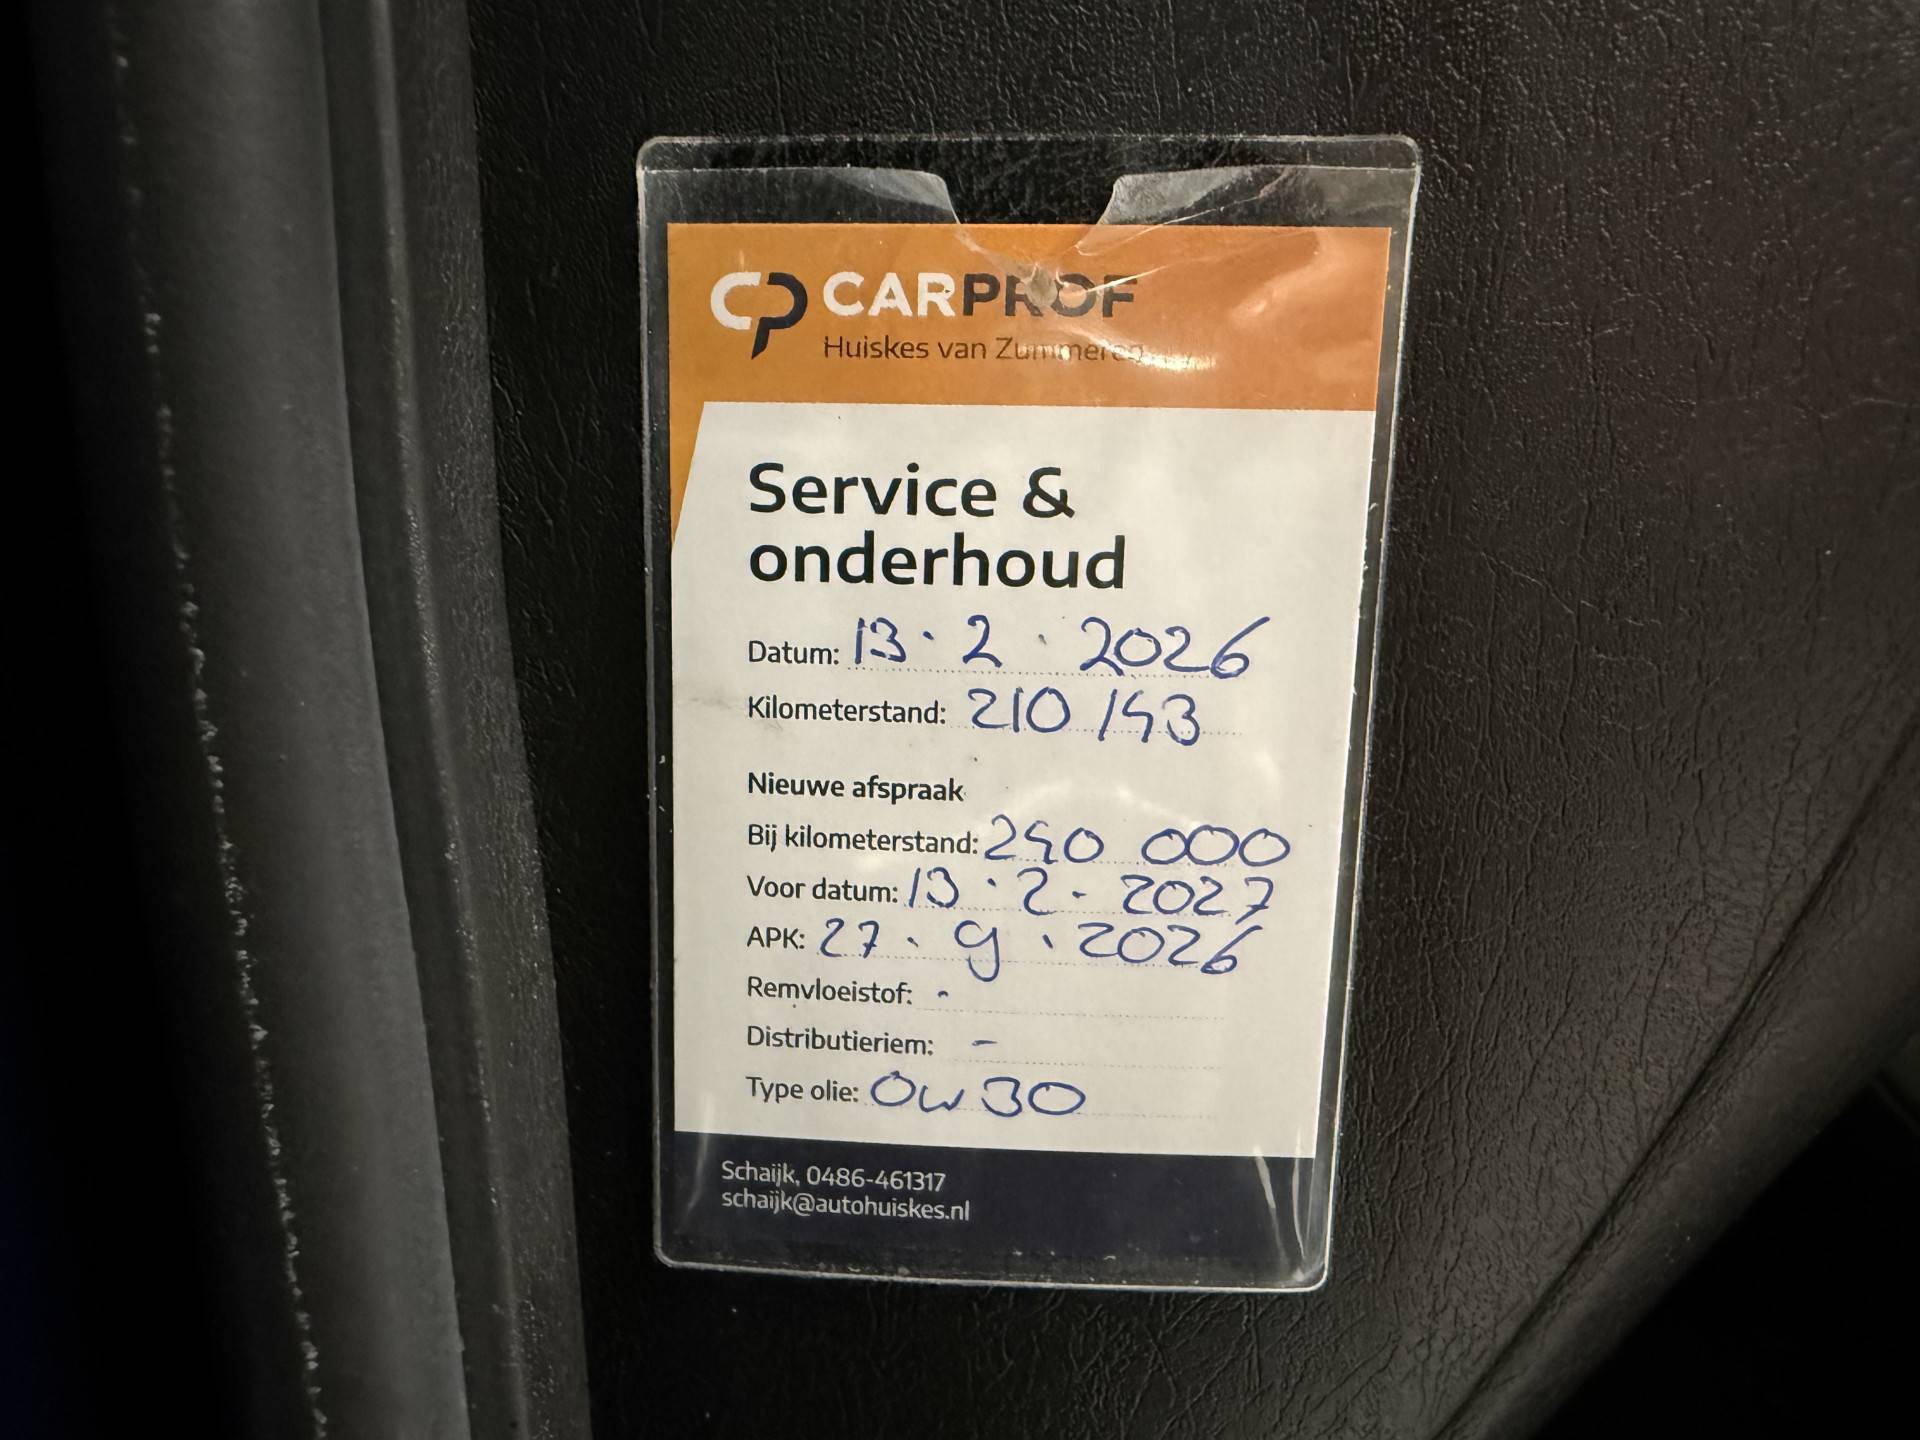 CP CARPROF
Huiskes van Zummeren
Service &
onderhoud
Datum: 13 · 2 · 2026
Kilometerstand: 210 143
Nieuwe afspraak
Bij kilometerstand: 240 000
Voor datum: 13 · 2 - 2027
APK: 27 · 9 · 2026
Remvloeistof: -
Distributieriem: -
Type olie: 0w30
Schaijk, 0486-461317
schaijk@autohuiskes.nl